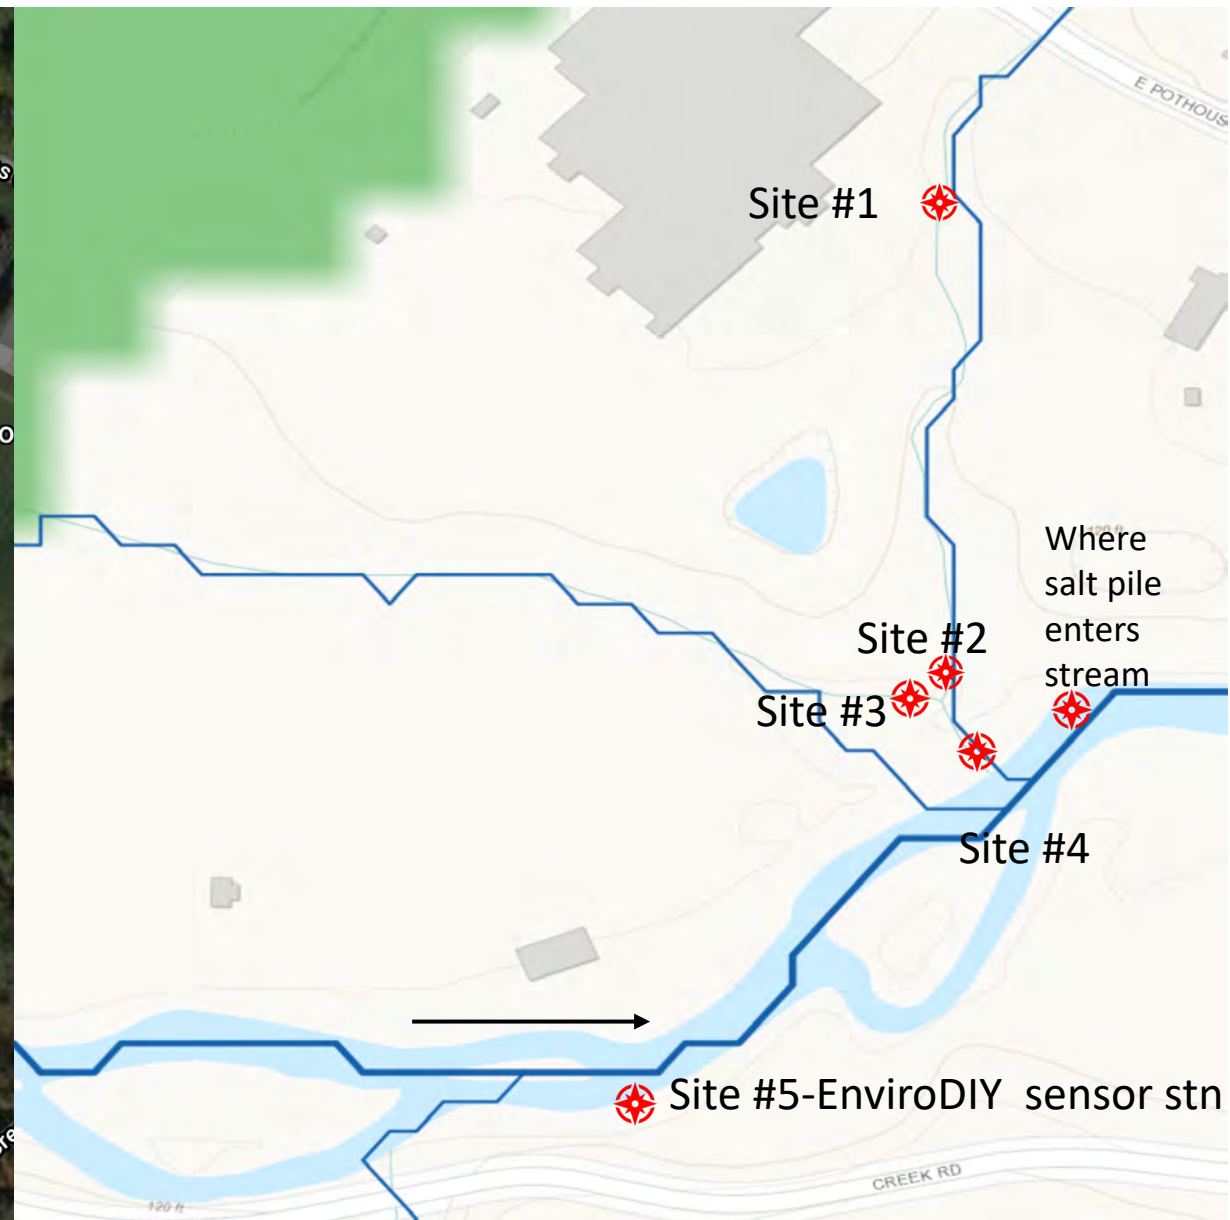 E POTHOUS
s
Site #1
o
120 ft
Where
salt pile
enters
stream
Site #2
Site #3
Site #4
Site #5-EnviroDIY sensor stn
re
CREEK RD
120 ft